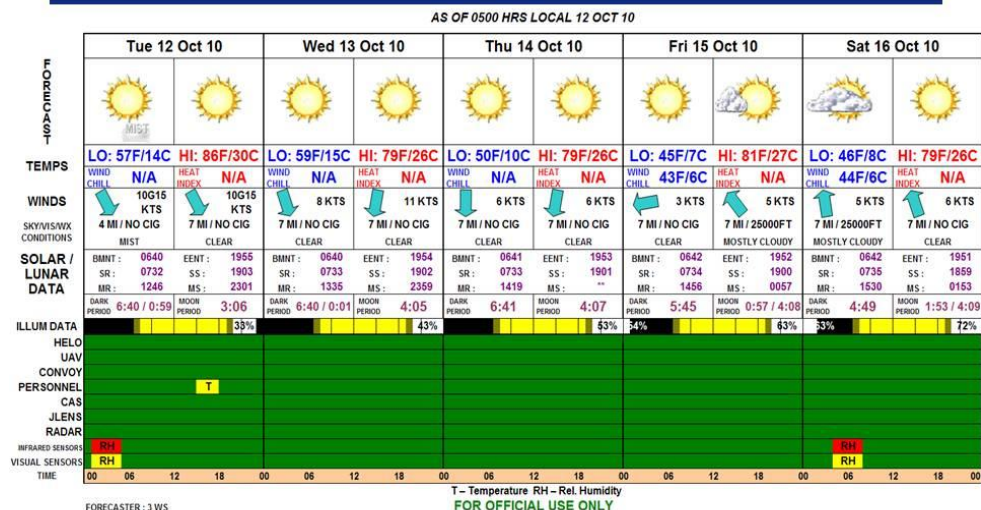 AS OF 0500 HRS LOCAL 12 OCT 10
Tue 12 Oct 10 Wed 13 Oct 10 Thu 14 Oct 10 Fri 15 Oct 10 Sat 16 Oct 10
FORECAST
MIST
TEMPS
LO: 57F/14C HI: 86F/30C LO: 59F/15C HI: 79F/26C LO: 50F/10C HI: 79F/26C LO: 45F/7C HI: 81F/27C LO: 46F/8C HI: 79F/26C
WIND CHILL N/A HEAT INDEX N/A WIND CHILL N/A HEAT INDEX N/A WIND CHILL N/A HEAT INDEX N/A WIND CHILL 43F/6C HEAT INDEX N/A WIND CHILL 44F/6C HEAT INDEX N/A
WINDS
10G15 KTS 10G15 KTS 8 KTS 11 KTS 6 KTS 6 KTS 3 KTS 5 KTS 5 KTS 6 KTS
SKY/VIS/WX CONDITIONS
4 MI / NO CIG 7 MI / NO CIG 7 MI / NO CIG 7 MI / NO CIG 7 MI / NO CIG 7 MI / NO CIG 7 MI / NO CIG 7 MI / 25000FT 7 MI / 25000FT 7 MI / NO CIG
MIST CLEAR CLEAR CLEAR CLEAR CLEAR CLEAR MOSTLY CLOUDY MOSTLY CLOUDY CLEAR
SOLAR / LUNAR DATA
BMNT : 0640 EENT : 1955 BMNT : 0640 EENT : 1954 BMNT : 0641 EENT : 1953 BMNT : 0642 EENT : 1952 BMNT : 0642 EENT : 1951
SR : 0732 SS : 1903 SR : 0733 SS : 1902 SR : 0733 SS : 1901 SR : 0734 SS : 1900 SR : 0735 SS : 1859
MR : 1246 MS : 2301 MR : 1335 MS : 2359 MR : 1419 MS : ** MR : 1456 MS : 0057 MR : 1530 MS : 0153
DARK PERIOD 6:40 / 0:59 MOON PERIOD 3:06 DARK PERIOD 6:40 / 0:01 MOON PERIOD 4:05 DARK PERIOD 6:41 MOON PERIOD 4:07 DARK PERIOD 5:45 MOON PERIOD 0:57 / 4:08 DARK PERIOD 4:49 MOON PERIOD 1:53 / 4:09
ILLUM DATA 33% 43% 53% 54% 63% 63% 72%
HELO
UAV
CONVOY
PERSONNEL T
CAS
JLENS
RADAR
INFRARED SENSORS RH RH
VISUAL SENSORS RH RH
TIME 00 06 12 18 00 06 12 18 00 06 12 18 00 06 12 18 00 06 12 18 00
T – Temperature RH – Rel. Humidity
FORECASTER : 3 WS FOR OFFICIAL USE ONLY